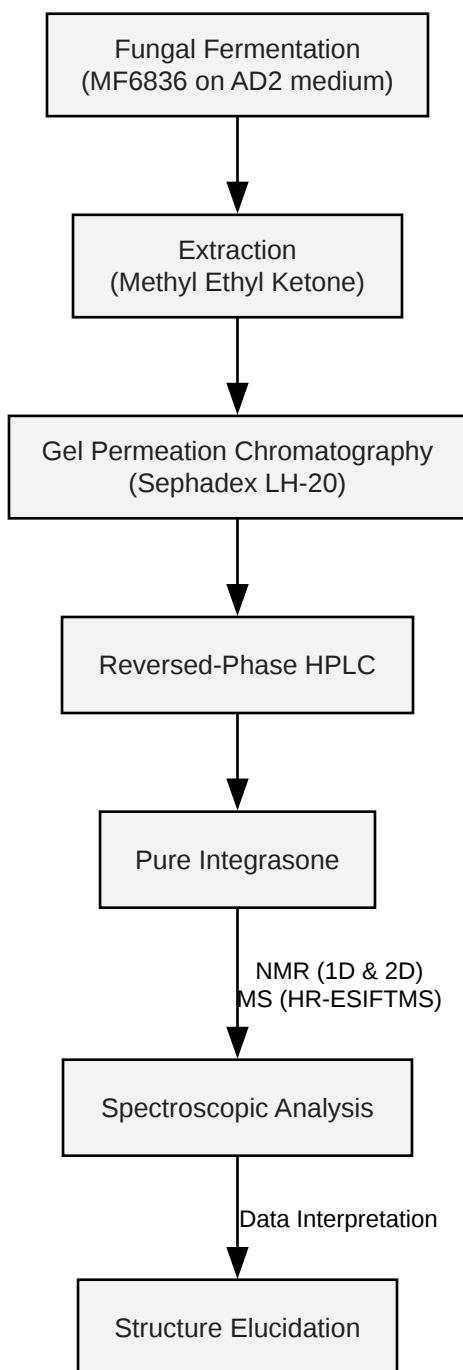 Fungal Fermentation
(MF6836 on AD2 medium)
Extraction
(Methyl Ethyl Ketone)
Gel Permeation Chromatography
(Sephadex LH-20)
Reversed-Phase HPLC
Pure Integrasone
NMR (1D & 2D)
MS (HR-ESIFTMS)
Spectroscopic Analysis
Data Interpretation
Structure Elucidation